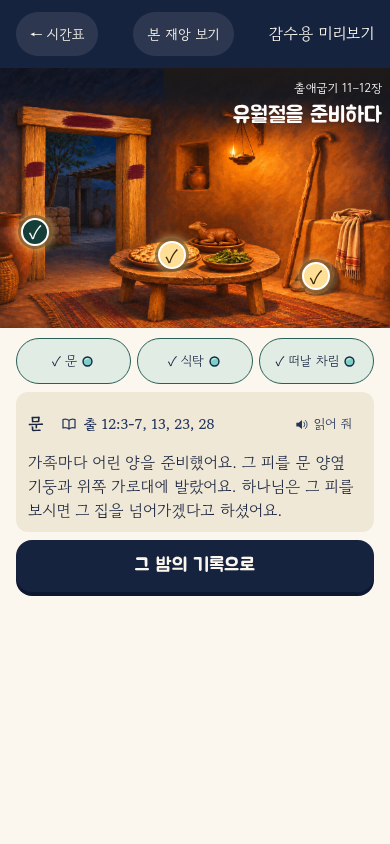 ← 시간표
본 재앙 보기
감수용 미리보기
출애굽기 11–12장
유월절을 준비하다
✓ 문
✓ 식탁
✓ 떠날 차림
문
출 12:3-7, 13, 23, 28
읽어 줘
가족마다 어린 양을 준비했어요. 그 피를 문 양옆
기둥과 위쪽 가로대에 발랐어요. 하나님은 그 피를
보시면 그 집을 넘어가겠다고 하셨어요.
그 밤의 기록으로